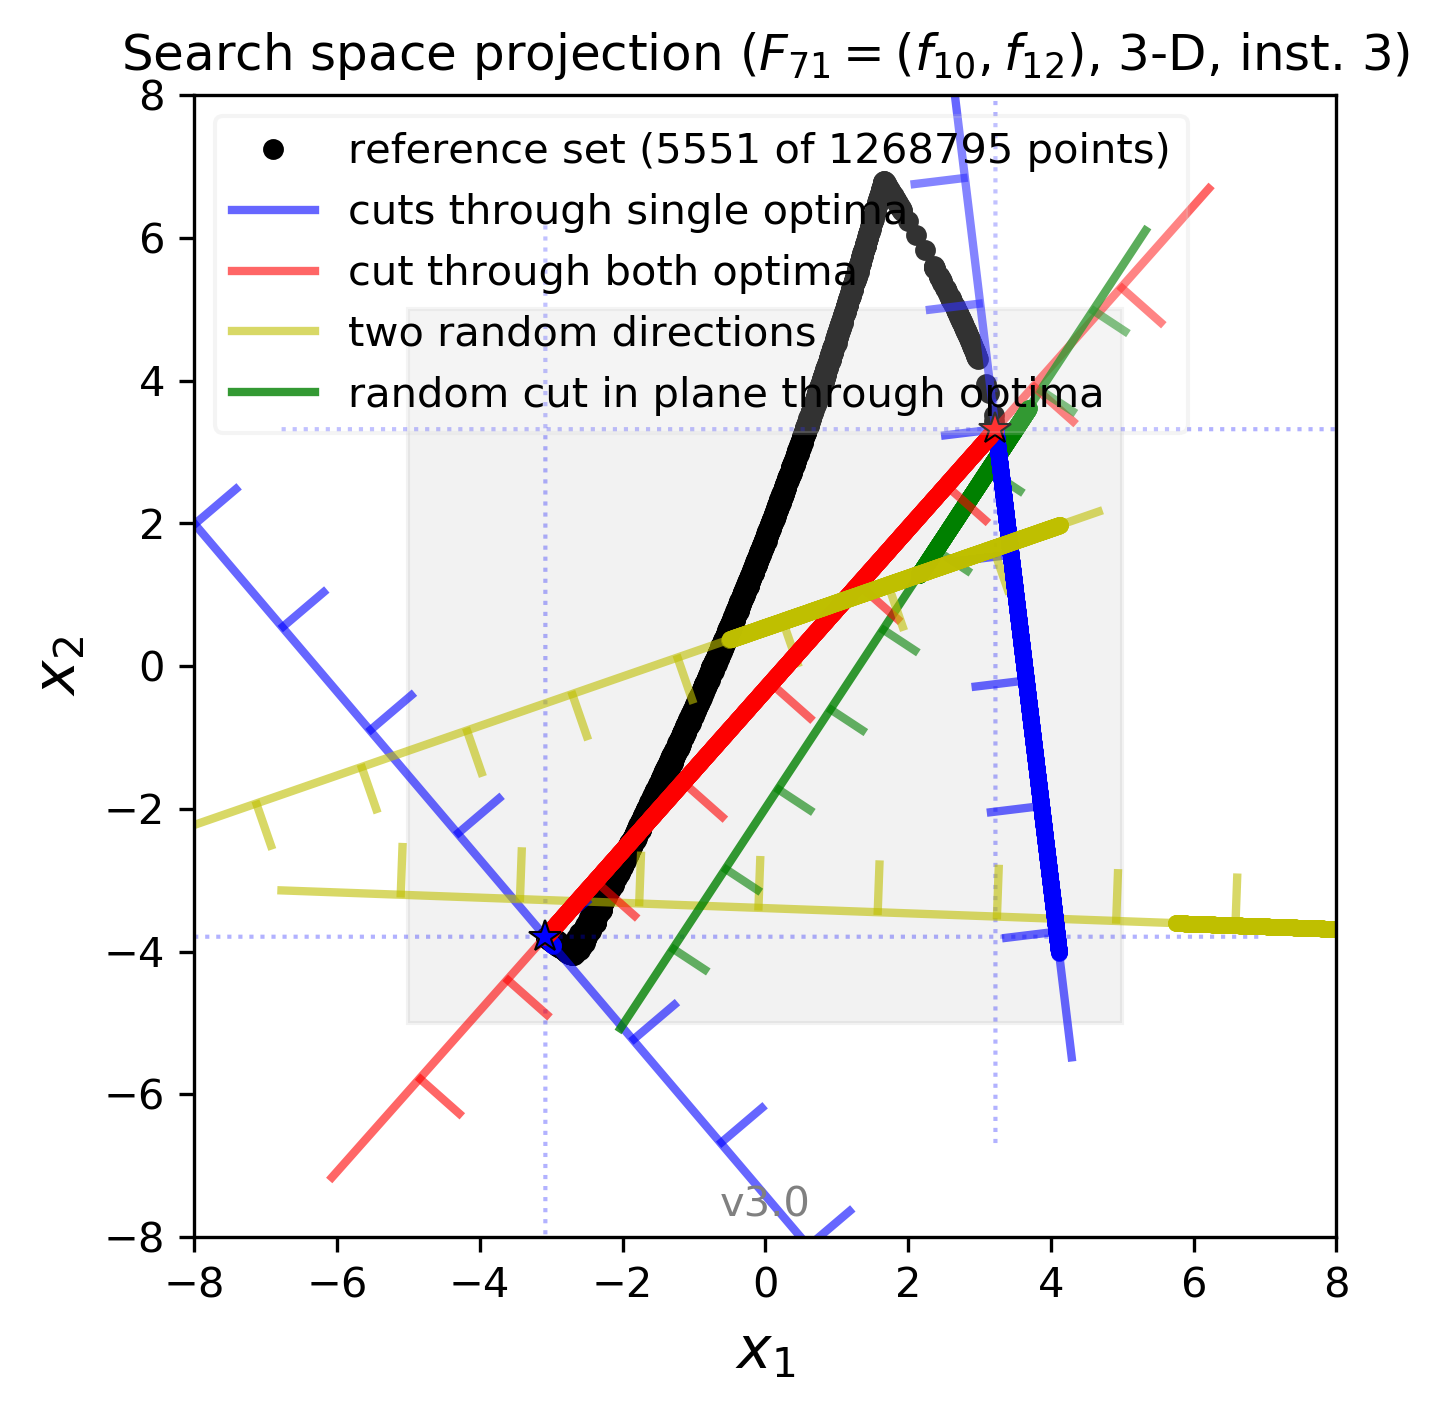 Search space projection (F71 = (f10, f12), 3-D, inst. 3)
reference set (5551 of 1268795 points)
cuts through single optima
cut through both optima
two random directions
random cut in plane through optima
8
6
4
2
0
−2
−4
−6
−8
x2
v3.0
−8 −6 −4 −2 0 2 4 6 8
x1